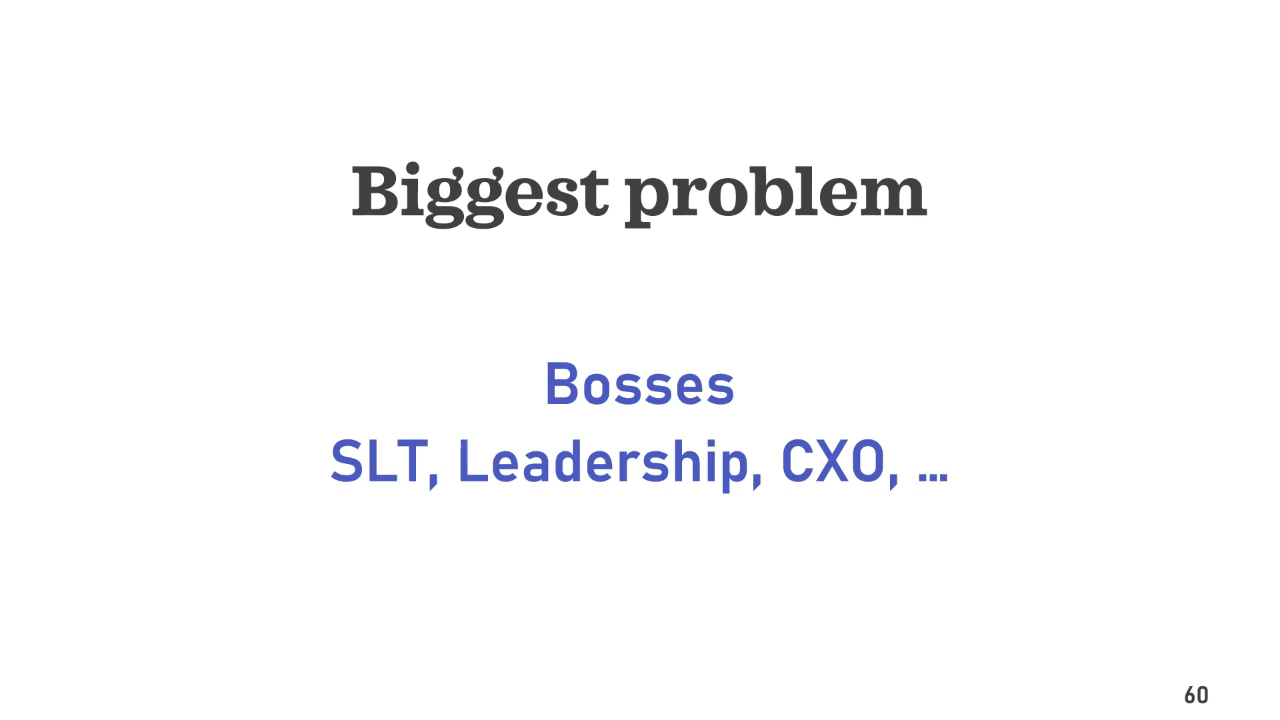 Biggest problem
Bosses
SLT, Leadership, CXO, …
60